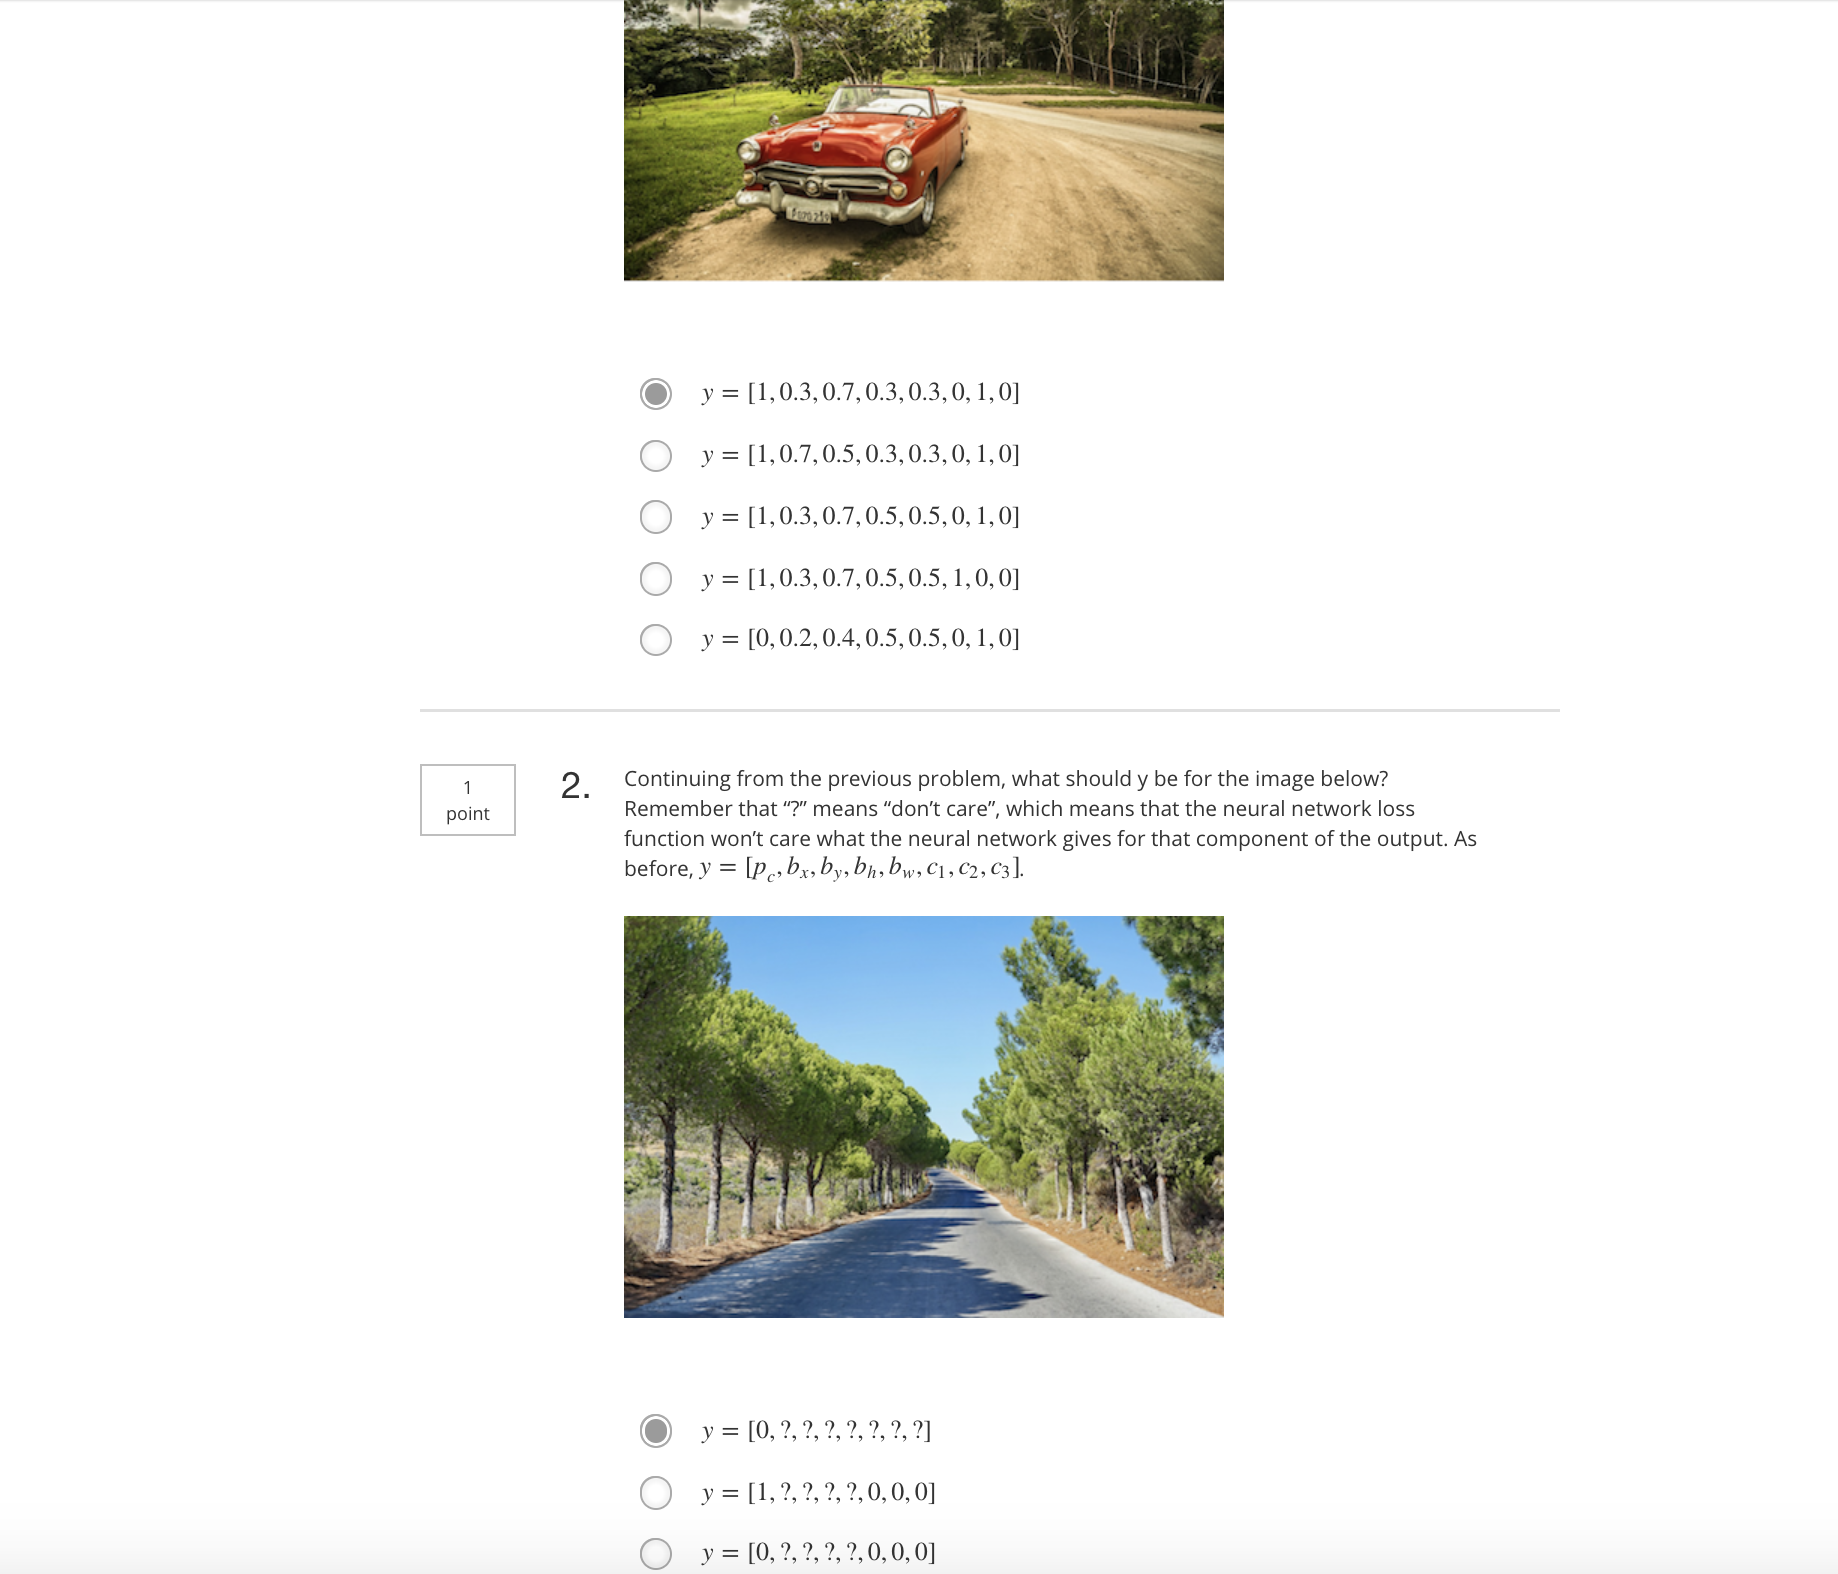 y = [1, 0.3, 0.7, 0.3, 0.3, 0, 1, 0]
y = [1, 0.7, 0.5, 0.3, 0.3, 0, 1, 0]
y = [1, 0.3, 0.7, 0.5, 0.5, 0, 1, 0]
y = [1, 0.3, 0.7, 0.5, 0.5, 1, 0, 0]
y = [0, 0.2, 0.4, 0.5, 0.5, 0, 1, 0]
1
point
2.
Continuing from the previous problem, what should y be for the image below?
Remember that “?” means “don’t care”, which means that the neural network loss
function won’t care what the neural network gives for that component of the output. As
before, y = [p_c, b_x, b_y, b_h, b_w, c_1, c_2, c_3].
y = [0, ?, ?, ?, ?, ?, ?, ?]
y = [1, ?, ?, ?, ?, 0, 0, 0]
y = [0, ?, ?, ?, ?, 0, 0, 0]